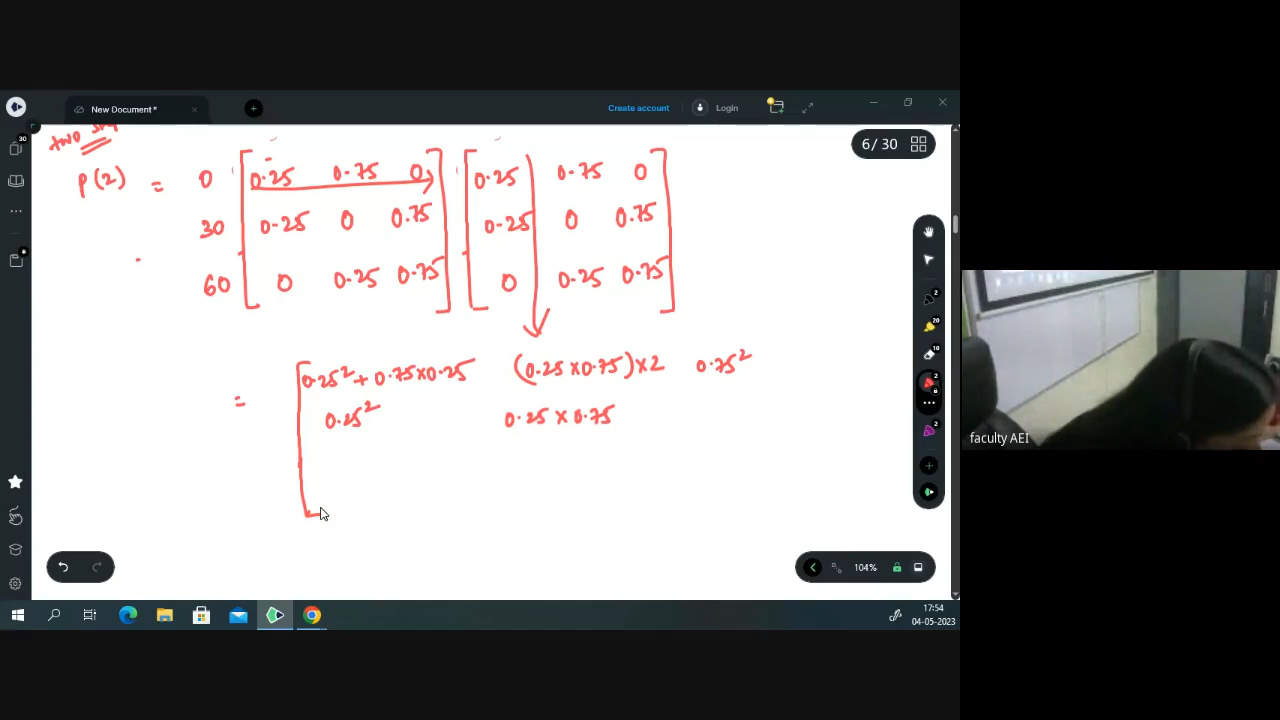 New Document*
Create account
Login
two
6 / 30
30
P(2) = 0 [0.25 0.75 0] [0.25 0.75 0]
30 [0.25 0 0.75] [0.25 0 0.75]
60 [0 0.25 0.75] [0 0.25 0.75]
= [0.25² + 0.75×0.25 (0.25×0.75)×2 0.75²
0.25² 0.25 × 0.75
faculty AEI
104%
17:54
04-05-2023